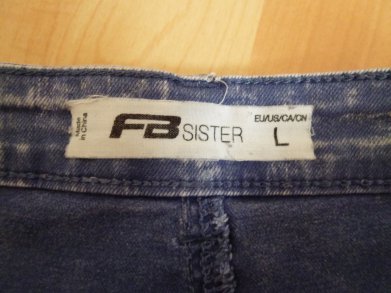 Made
in China
FB SISTER
EU/US/CA/CN
L